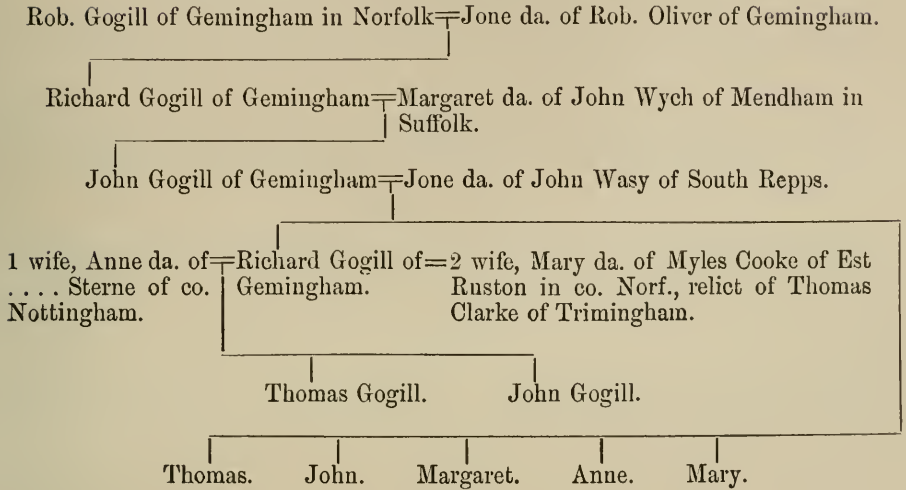 Rob. Gogill of Gemingham in Norfolk=Jone da. of Rob. Oliver of Gemingham.
Richard Gogill of Gemingham=Margaret da. of John Wych of Mendham in
Suffolk.
John Gogill of Gemingham=Jone da. of John Wasy of South Repps.
1 wife, Anne da. of=Richard Gogill of=2 wife, Mary da. of Myles Cooke of Est
. . . . Sterne of co. Gemingham. Ruston in co. Norf., relict of Thomas
Nottingham. Clarke of Trimingham.
Thomas Gogill. John Gogill.
Thomas. John. Margaret. Anne. Mary.